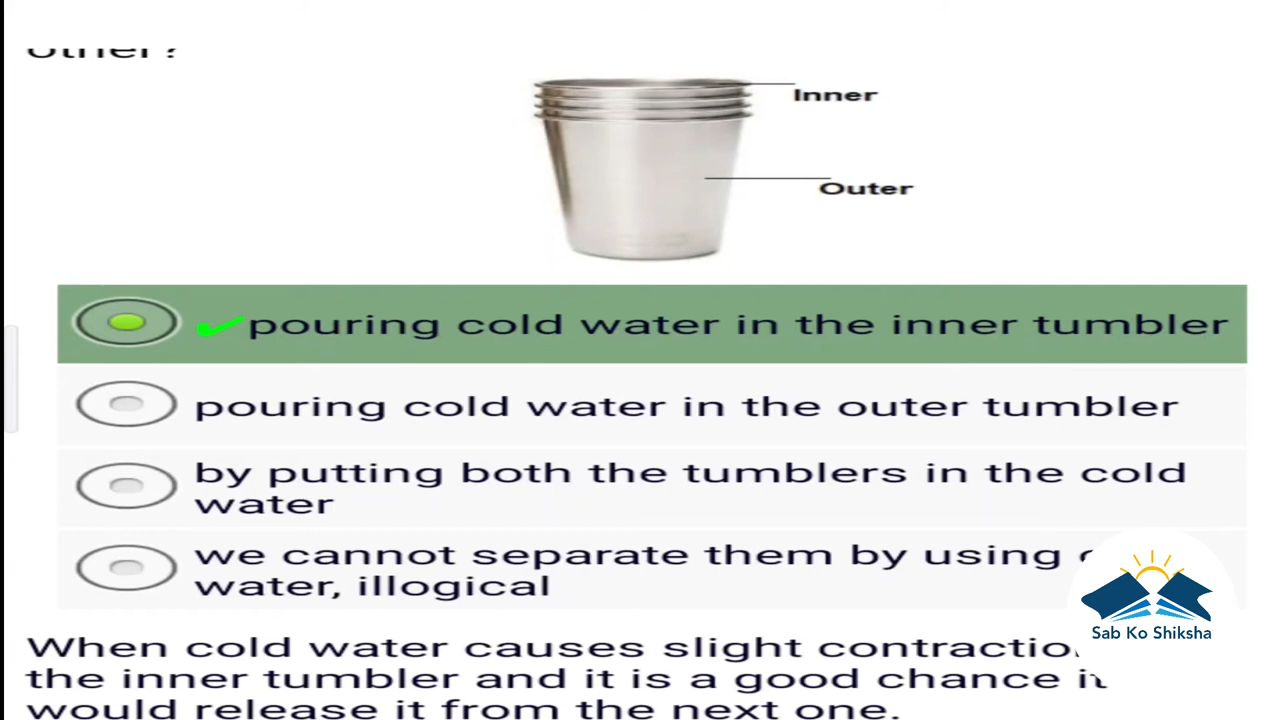 other?
Inner
Outer
pouring cold water in the inner tumbler
pouring cold water in the outer tumbler
by putting both the tumblers in the cold
water
we cannot separate them by using
water, illogical
Sab Ko Shiksha
When cold water causes slight
the inner tumbler and it is a good chance it
would release it from the next one.